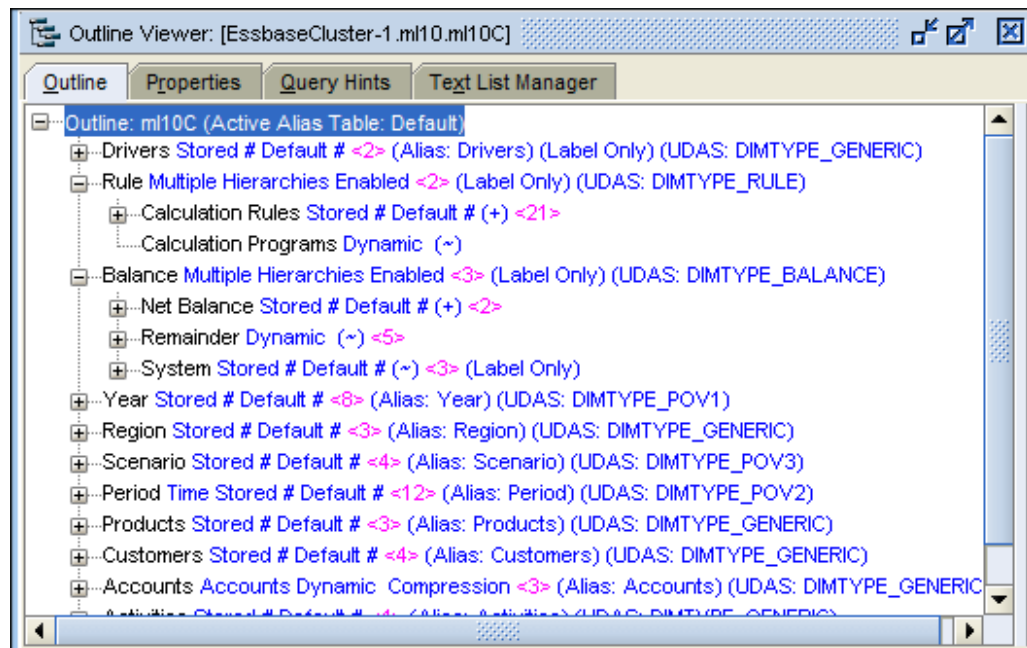 Outline Viewer: [EssbaseCluster-1.ml10.ml10C]
Outline Properties Query Hints Text List Manager
Outline: ml10C (Active Alias Table: Default)
Drivers Stored # Default # <2> (Alias: Drivers) (Label Only) (UDAS: DIMTYPE_GENERIC)
Rule Multiple Hierarchies Enabled <2> (Label Only) (UDAS: DIMTYPE_RULE)
Calculation Rules Stored # Default # (+) <21>
Calculation Programs Dynamic (~)
Balance Multiple Hierarchies Enabled <3> (Label Only) (UDAS: DIMTYPE_BALANCE)
Net Balance Stored # Default # (+) <2>
Remainder Dynamic (~) <5>
System Stored # Default # (~) <3> (Label Only)
Year Stored # Default # <8> (Alias: Year) (UDAS: DIMTYPE_POV1)
Region Stored # Default # <3> (Alias: Region) (UDAS: DIMTYPE_GENERIC)
Scenario Stored # Default # <4> (Alias: Scenario) (UDAS: DIMTYPE_POV3)
Period Time Stored # Default # <12> (Alias: Period) (UDAS: DIMTYPE_POV2)
Products Stored # Default # <3> (Alias: Products) (UDAS: DIMTYPE_GENERIC)
Customers Stored # Default # <4> (Alias: Customers) (UDAS: DIMTYPE_GENERIC)
Accounts Accounts Dynamic Compression <3> (Alias: Accounts) (UDAS: DIMTYPE_GENERIC